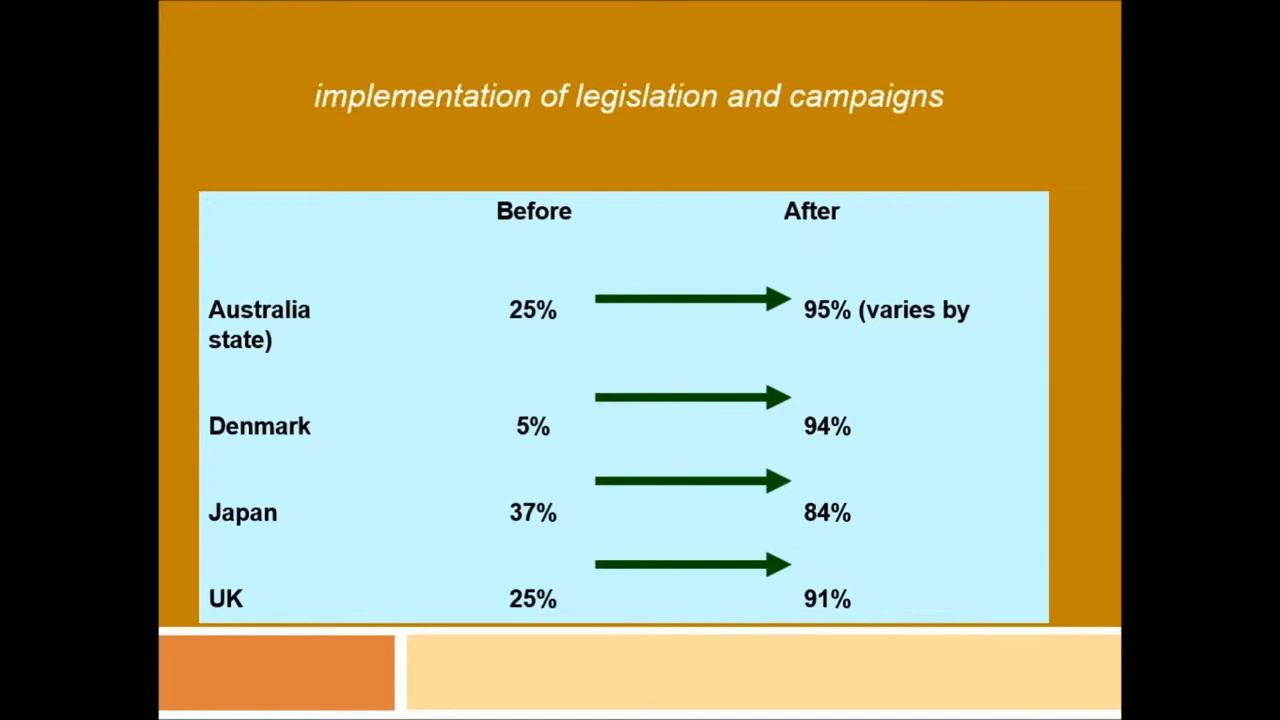 implementation of legislation and campaigns
Before After
Australia 25% 95% (varies by
state)
Denmark 5% 94%
Japan 37% 84%
UK 25% 91%